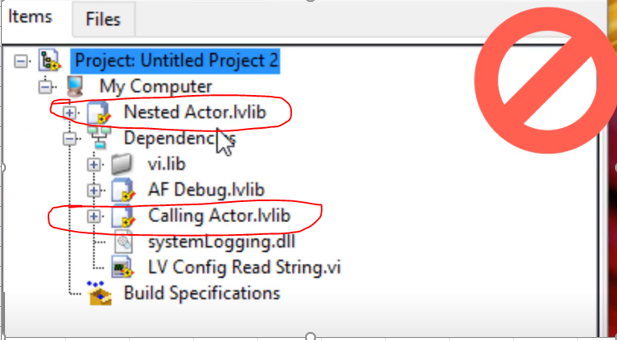 Items
Files
Project: Untitled Project 2
My Computer
Nested Actor.lvlib
Dependencies
vi.lib
AF Debug.lvlib
Calling Actor.lvlib
systemLogging.dll
LV Config Read String.vi
Build Specifications